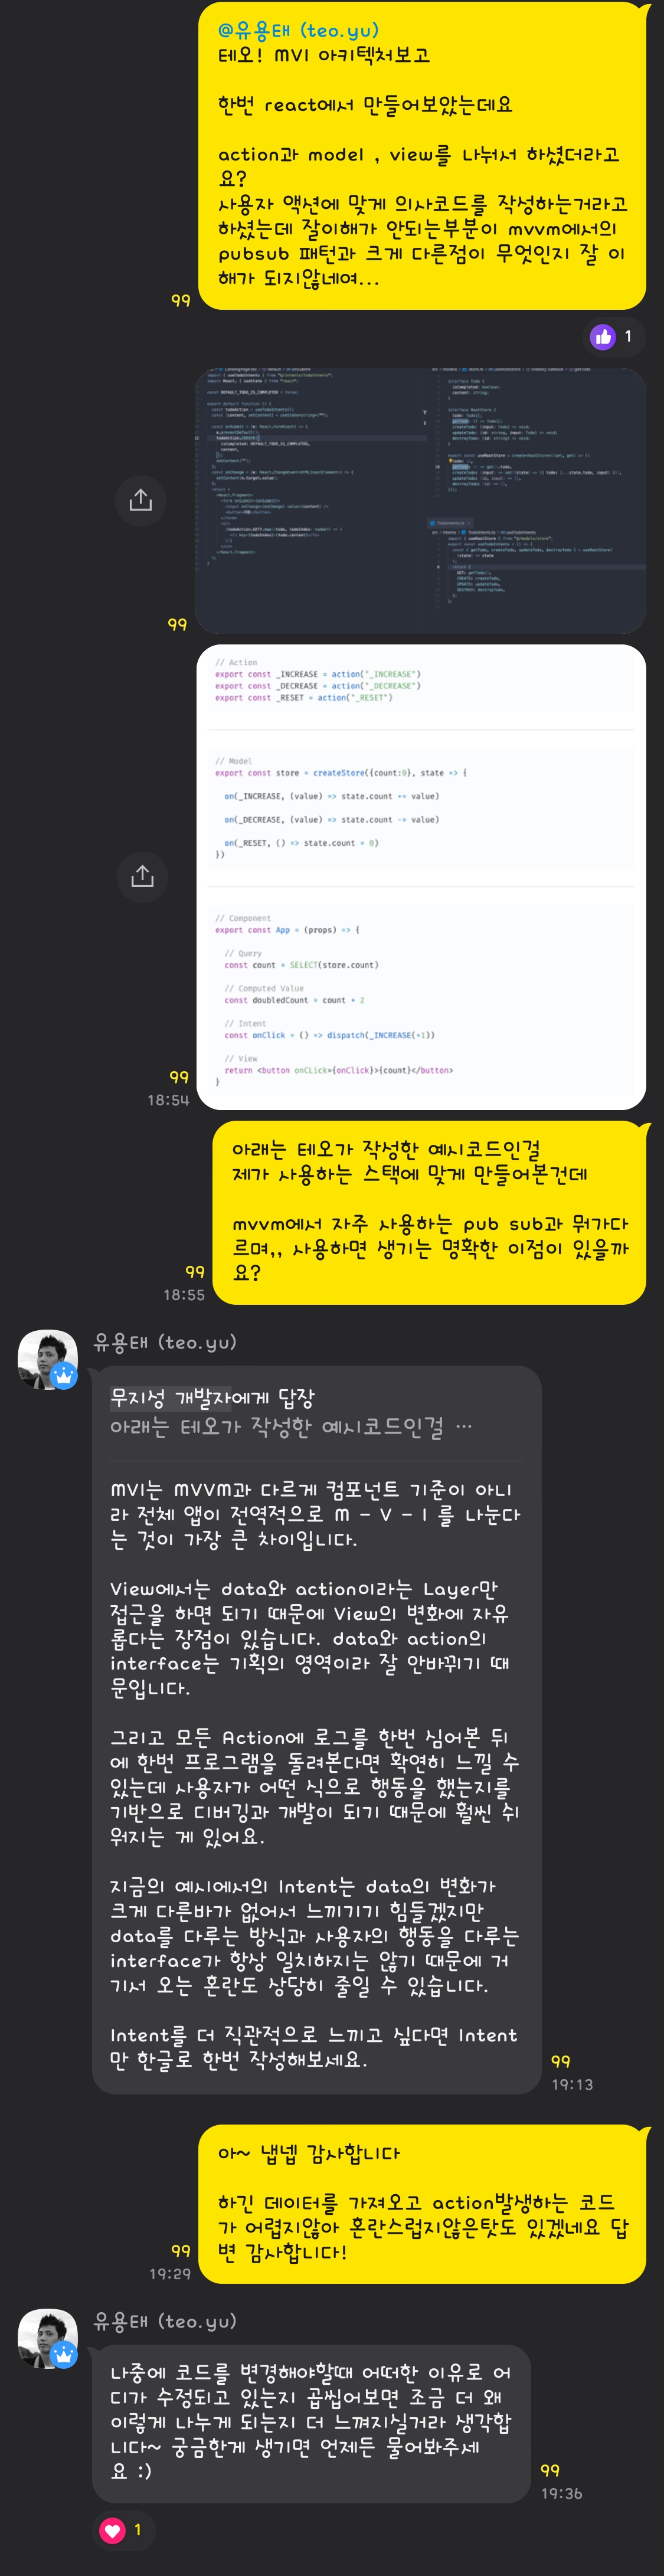 @유용태 (teo.yu)
테오! MVI 아키텍처보고
한번 react에서 만들어보았는데요
action과 model , view를 나눠서 하셨더라고
요?
사용자 액션에 맞게 의사코드를 작성하는거라고
하셨는데 잘이해가 안되는부분이 mvvm에서의
pubsub 패턴과 크게 다른점이 무엇인지 잘 이
해가 되지않네여...
99
1
99
// Action
export const _INCREASE = action("_INCREASE")
export const _DECREASE = action("_DECREASE")
export const _RESET = action("_RESET")
// Model
export const store = createStore({count:0}, state => {
on(_INCREASE, (value) => state.count += value)
on(_DECREASE, (value) => state.count -= value)
on(_RESET, () => state.count = 0)
})
// Component
export const App = (props) => {
// Query
const count = SELECT(store.count)
// Computed Value
const doubledCount = count * 2
// Intent
const onClick = () => dispatch(_INCREASE(+1))
// View
return <button onCLick={onClick}>{count}</button>
}
99
18:54
아래는 테오가 작성한 예시코드인걸
제가 사용하는 스택에 맞게 만들어본건데
mvvm에서 자주 사용하는 pub sub과 뭐가다
르며,, 사용하면 생기는 명확한 이점이 있을까
요?
99
18:55
유용태 (teo.yu)
무지성 개발자에게 답장
아래는 테오가 작성한 예시코드인걸 ...
MVI는 MVVM과 다르게 컴포넌트 기준이 아니
라 전체 앱이 전역적으로 M - V - I 를 나눈다
는 것이 가장 큰 차이입니다.
View에서는 data와 action이라는 Layer만
접근을 하면 되기 때문에 View의 변화에 자유
롭다는 장점이 있습니다. data와 action의
interface는 기획의 영역이라 잘 안바뀌기 때
문입니다.
그리고 모든 Action에 로그를 한번 심어본 뒤
에 한번 프로그램을 돌려본다면 확연히 느낄 수
있는데 사용자가 어떤 식으로 행동을 했는지를
기반으로 디버깅과 개발이 되기 때문에 훨씬 쉬
워지는 게 있어요.
지금의 예시에서의 Intent는 data의 변화가
크게 다른바가 없어서 느끼기기 힘들겠지만
data를 다루는 방식과 사용자의 행동을 다루는
interface가 항상 일치하지는 않기 때문에 거
기서 오는 혼란도 상당히 줄일 수 있습니다.
Intent를 더 직관적으로 느끼고 싶다면 Intent
만 한글로 한번 작성해보세요.
99
19:13
아~ 넵넵 감사합니다
하긴 데이터를 가져오고 action발생하는 코드
가 어렵지않아 혼란스럽지않은탓도 있겠네요 답
변 감사합니다!
99
19:29
유용태 (teo.yu)
나중에 코드를 변경해야할때 어떠한 이유로 어
디가 수정되고 있는지 곱씹어보면 조금 더 왜
이렇게 나누게 되는지 더 느껴지실거라 생각합
니다~ 궁금한게 생기면 언제든 물어봐주세
요 :)
99
19:36
1